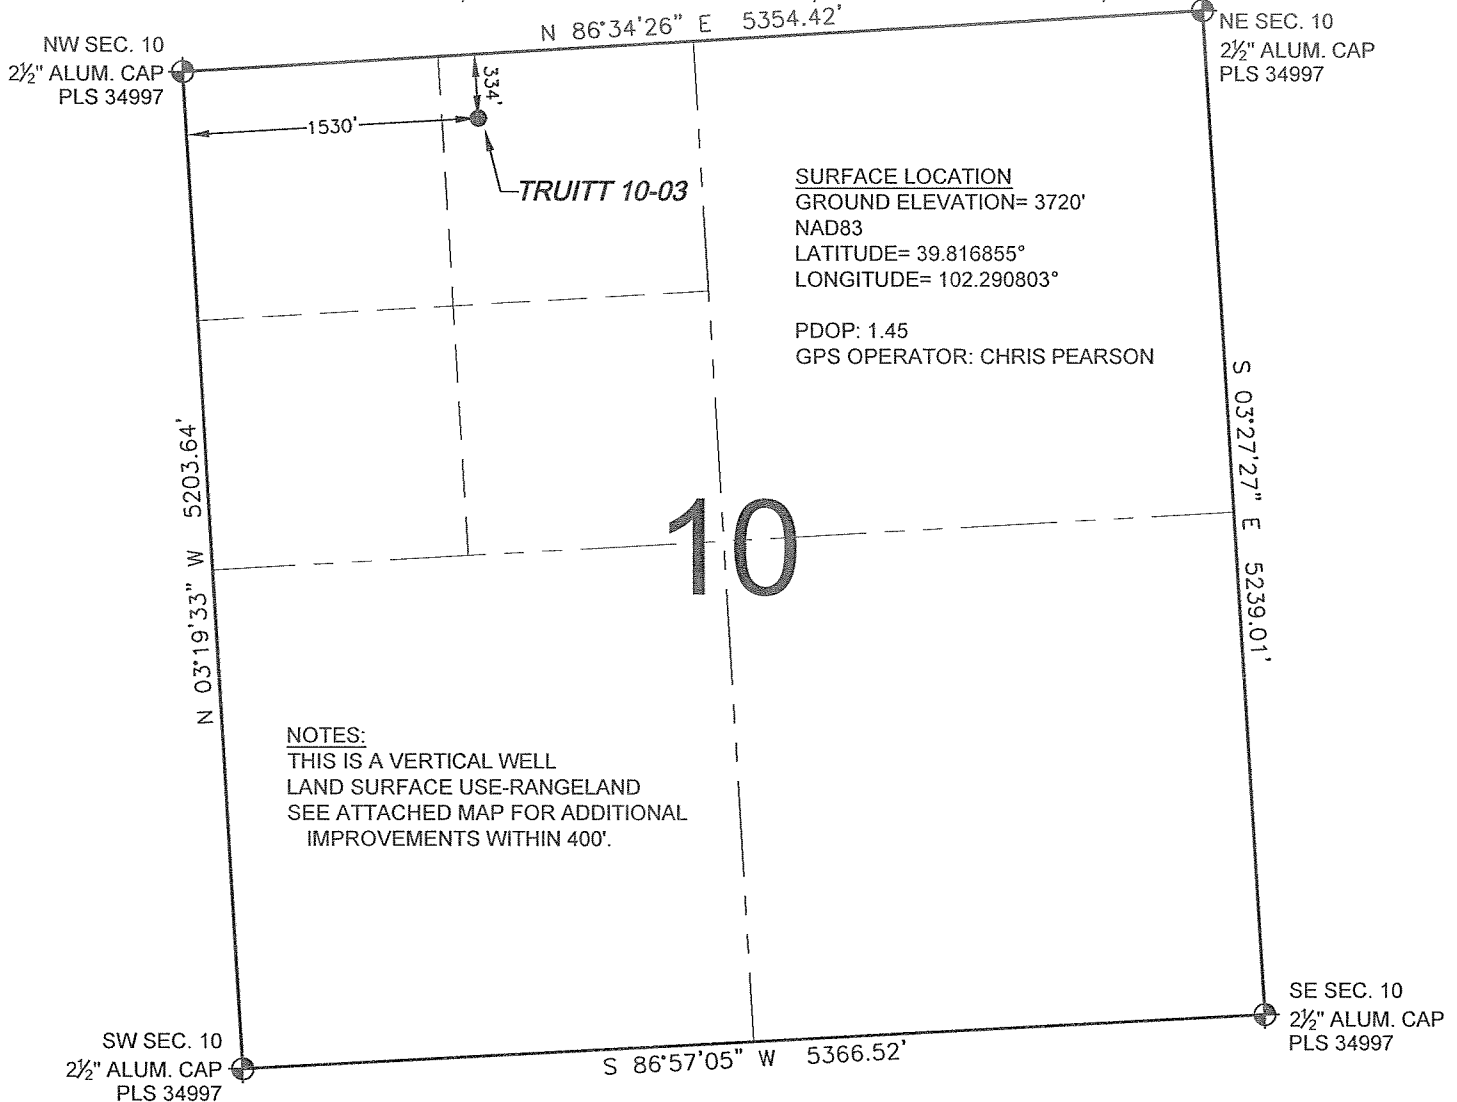 N 86°34'26" E 5354.42'
NW SEC. 10
2½" ALUM. CAP
PLS 34997
NE SEC. 10
2½" ALUM. CAP
PLS 34997
334'
1530'
TRUITT 10-03
SURFACE LOCATION
GROUND ELEVATION= 3720'
NAD83
LATITUDE= 39.816855°
LONGITUDE= 102.290803°
PDOP: 1.45
GPS OPERATOR: CHRIS PEARSON
N 03°19'33" W 5203.64'
S 03°27'27" E 5239.01'
10
NOTES:
THIS IS A VERTICAL WELL
LAND SURFACE USE-RANGELAND
SEE ATTACHED MAP FOR ADDITIONAL
IMPROVEMENTS WITHIN 400'.
SW SEC. 10
2½" ALUM. CAP
PLS 34997
S 86°57'05" W 5366.52'
SE SEC. 10
2½" ALUM. CAP
PLS 34997